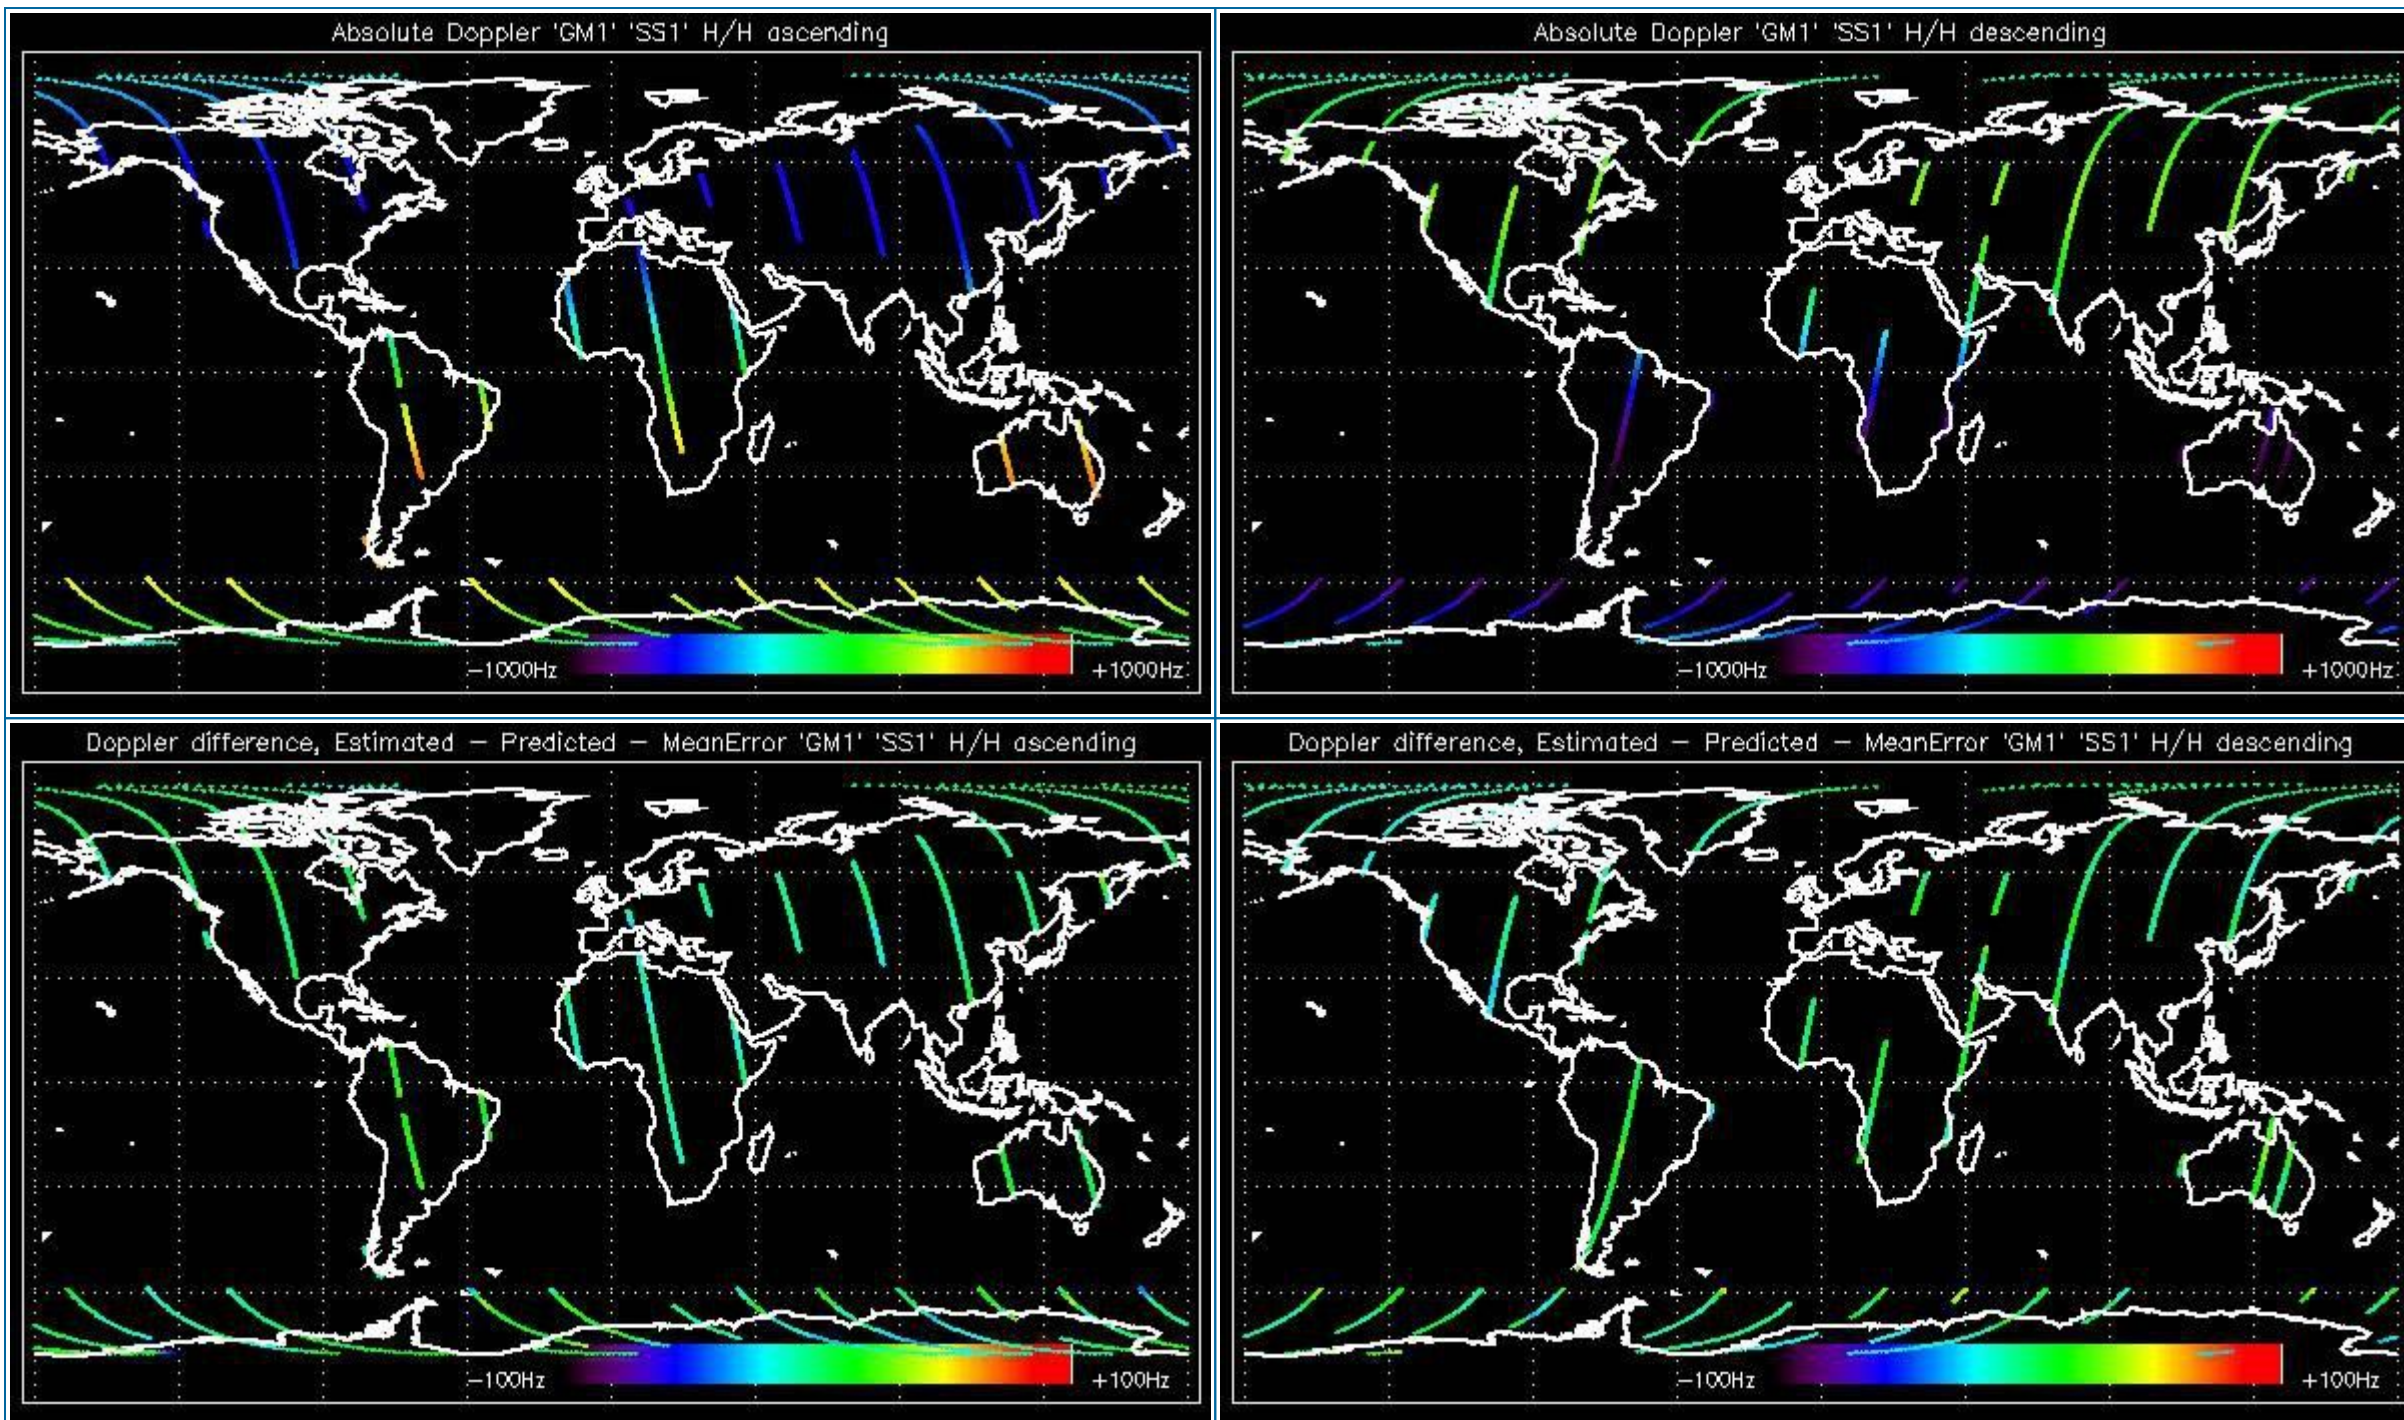 Absolute Doppler 'GM1' 'SS1' H/H ascending
-1000Hz
+1000Hz
Absolute Doppler 'GM1' 'SS1' H/H descending
-1000Hz
+1000Hz
Doppler difference, Estimated - Predicted - MeanError 'GM1' 'SS1' H/H ascending
-100Hz
+100Hz
Doppler difference, Estimated - Predicted - MeanError 'GM1' 'SS1' H/H descending
-100Hz
+100Hz